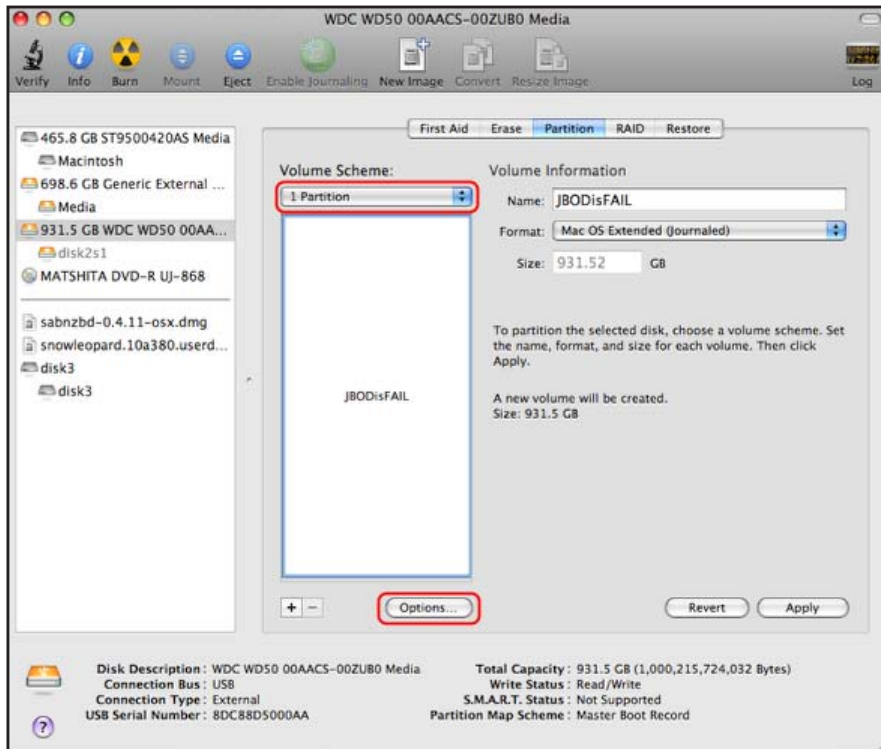 WDC WD50 00AACS-00ZUB0 Media
Verify Info Burn Mount Eject Enable Journaling New Image Convert Resize Image Log
465.8 GB ST9500420AS Media
Macintosh
698.6 GB Generic External ...
Media
931.5 GB WDC WD50 00AA...
disk2s1
MATSHITA DVD-R UJ-868
sabnzbd-0.4.11-osx.dmg
snowleopard.10a380.userd...
disk3
disk3
First Aid Erase Partition RAID Restore
Volume Scheme:
1 Partition
JBODisFAIL
+ −
Options...
Volume Information
Name: JBODisFAIL
Format: Mac OS Extended (Journaled)
Size: 931.52 GB
To partition the selected disk, choose a volume scheme. Set
the name, format, and size for each volume. Then click
Apply.
A new volume will be created.
Size: 931.5 GB
Revert Apply
Disk Description : WDC WD50 00AACS-00ZUB0 Media
Connection Bus : USB
Connection Type : External
USB Serial Number : 8DC88D5000AA
Total Capacity : 931.5 GB (1,000,215,724,032 Bytes)
Write Status : Read/Write
S.M.A.R.T. Status : Not Supported
Partition Map Scheme : Master Boot Record
?